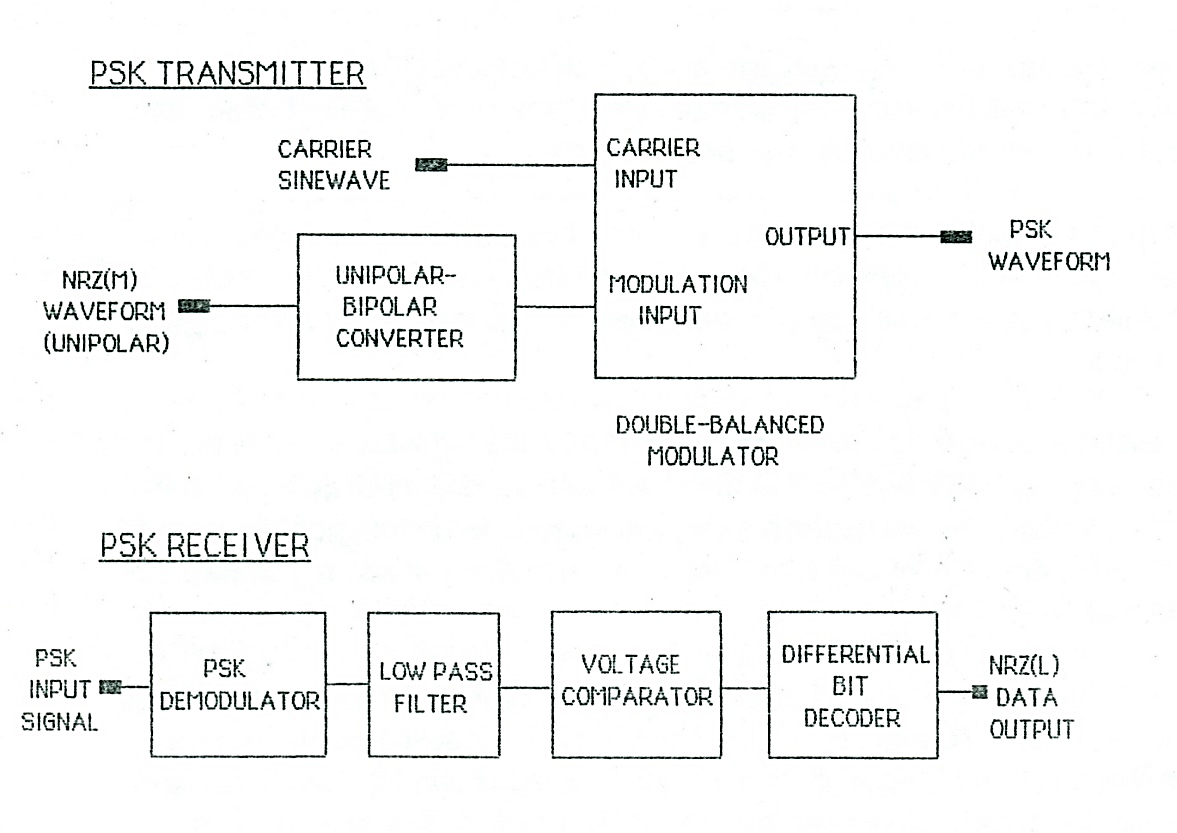 PSK TRANSMITTER
CARRIER
SINEWAVE
CARRIER
INPUT
OUTPUT
PSK
WAVEFORM
NRZ(M)
WAVEFORM
(UNIPOLAR)
UNIPOLAR-
BIPOLAR
CONVERTER
MODULATION
INPUT
DOUBLE-BALANCED
MODULATOR
PSK RECEIVER
PSK
INPUT
SIGNAL
PSK
DEMODULATOR
LOW PASS
FILTER
VOLTAGE
COMPARATOR
DIFFERENTIAL
BIT
DECODER
NRZ(L)
DATA
OUTPUT